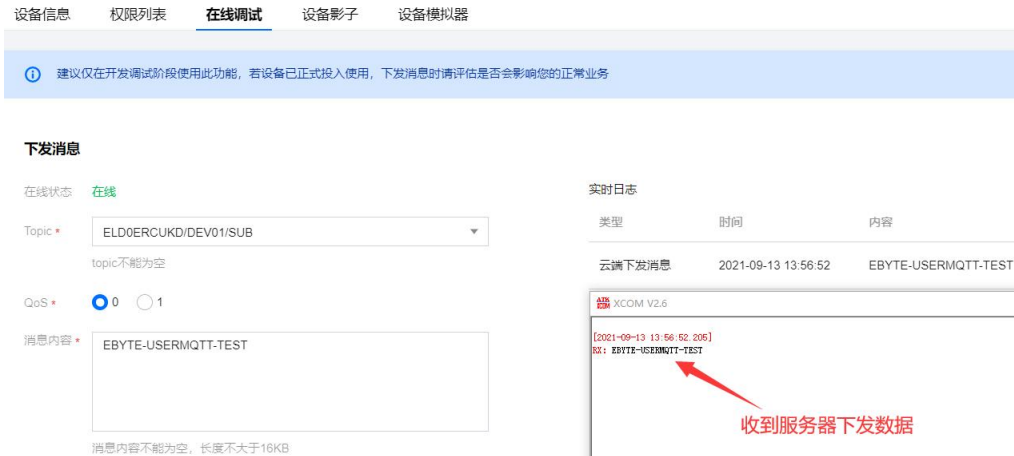 设备信息 权限列表 在线调试 设备影子 设备模拟器
建议仅在开发调试阶段使用此功能，若设备已正式投入使用，下发消息时请评估是否会影响您的正常业务
下发消息
在线状态 在线
Topic * ELD0ERCUKD/DEV01/SUB
topic不能为空
QoS * 0 1
消息内容 * EBYTE-USERMQTT-TEST
消息内容不能为空，长度不大于16KB
实时日志
类型 时间 内容
云端下发消息 2021-09-13 13:56:52 EBYTE-USERMQTT-TEST
ATK XCOM XCOM V2.6
[2021-09-13 13:56:52.205]
RX: EBYTE-USERMQTT-TEST
收到服务器下发数据